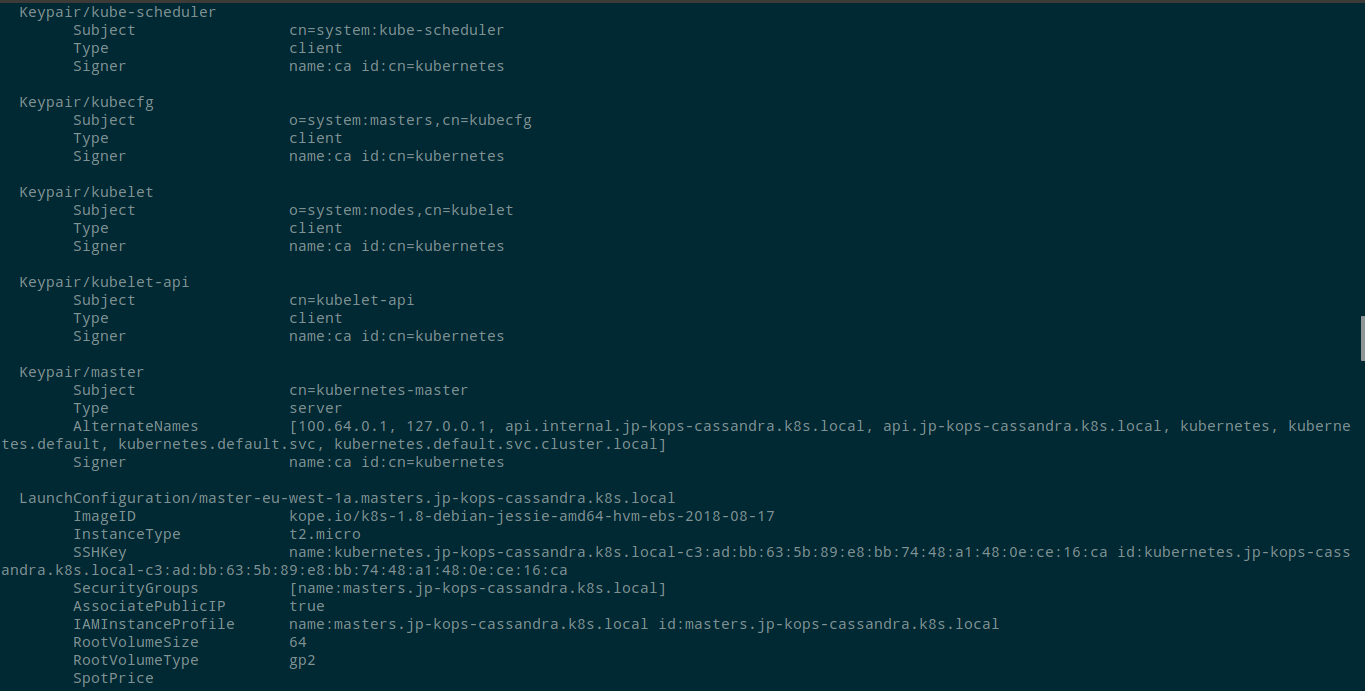 Keypair/kube-scheduler
Subject cn=system:kube-scheduler
Type client
Signer name:ca id:cn=kubernetes
Keypair/kubecfg
Subject o=system:masters,cn=kubecfg
Type client
Signer name:ca id:cn=kubernetes
Keypair/kubelet
Subject o=system:nodes,cn=kubelet
Type client
Signer name:ca id:cn=kubernetes
Keypair/kubelet-api
Subject cn=kubelet-api
Type client
Signer name:ca id:cn=kubernetes
Keypair/master
Subject cn=kubernetes-master
Type server
AlternateNames [100.64.0.1, 127.0.0.1, api.internal.jp-kops-cassandra.k8s.local, api.jp-kops-cassandra.k8s.local, kubernetes, kuberne
tes.default, kubernetes.default.svc, kubernetes.default.svc.cluster.local]
Signer name:ca id:cn=kubernetes
LaunchConfiguration/master-eu-west-1a.masters.jp-kops-cassandra.k8s.local
ImageID kope.io/k8s-1.8-debian-jessie-amd64-hvm-ebs-2018-08-17
InstanceType t2.micro
SSHKey name:kubernetes.jp-kops-cassandra.k8s.local-c3:ad:bb:63:5b:89:e8:bb:74:48:a1:48:0e:ce:16:ca id:kubernetes.jp-kops-cass
andra.k8s.local-c3:ad:bb:63:5b:89:e8:bb:74:48:a1:48:0e:ce:16:ca
SecurityGroups [name:masters.jp-kops-cassandra.k8s.local]
AssociatePublicIP true
IAMInstanceProfile name:masters.jp-kops-cassandra.k8s.local id:masters.jp-kops-cassandra.k8s.local
RootVolumeSize 64
RootVolumeType gp2
SpotPrice